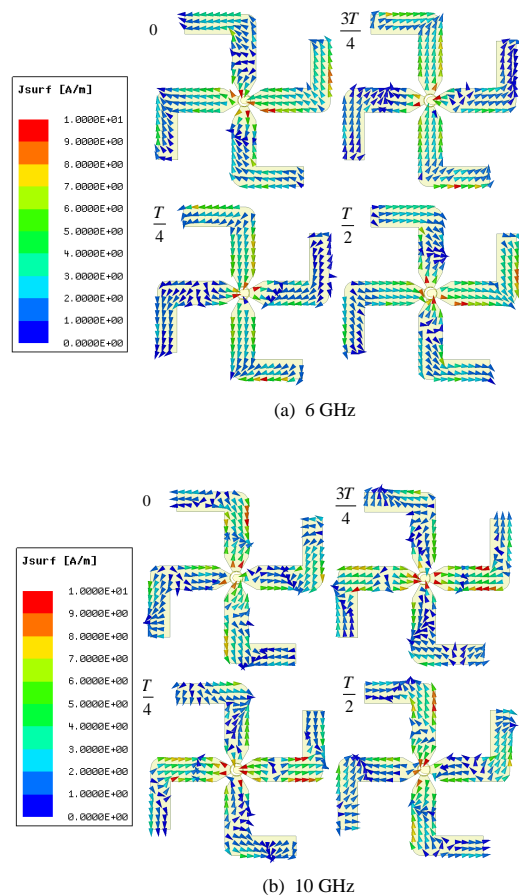 0
3T
4
Jsurf [A/m]
1.0000E+01
9.0000E+00
8.0000E+00
7.0000E+00
6.0000E+00
5.0000E+00
4.0000E+00
3.0000E+00
2.0000E+00
1.0000E+00
0.0000E+00
T
4
T
2
(a) 6 GHz
0
3T
4
Jsurf [A/m]
1.0000E+01
9.0000E+00
8.0000E+00
7.0000E+00
6.0000E+00
5.0000E+00
4.0000E+00
3.0000E+00
2.0000E+00
1.0000E+00
0.0000E+00
T
4
T
2
(b) 10 GHz